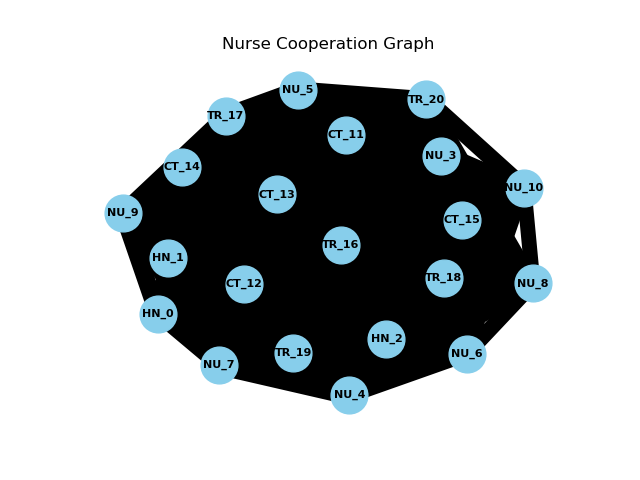 Nurse Cooperation Graph
NU_5
TR_20
TR_17
CT_11
NU_3
CT_14
NU_10
CT_13
NU_9
CT_15
TR_16
HN_1
TR_18
CT_12
NU_8
HN_0
HN_2
TR_19
NU_6
NU_7
NU_4